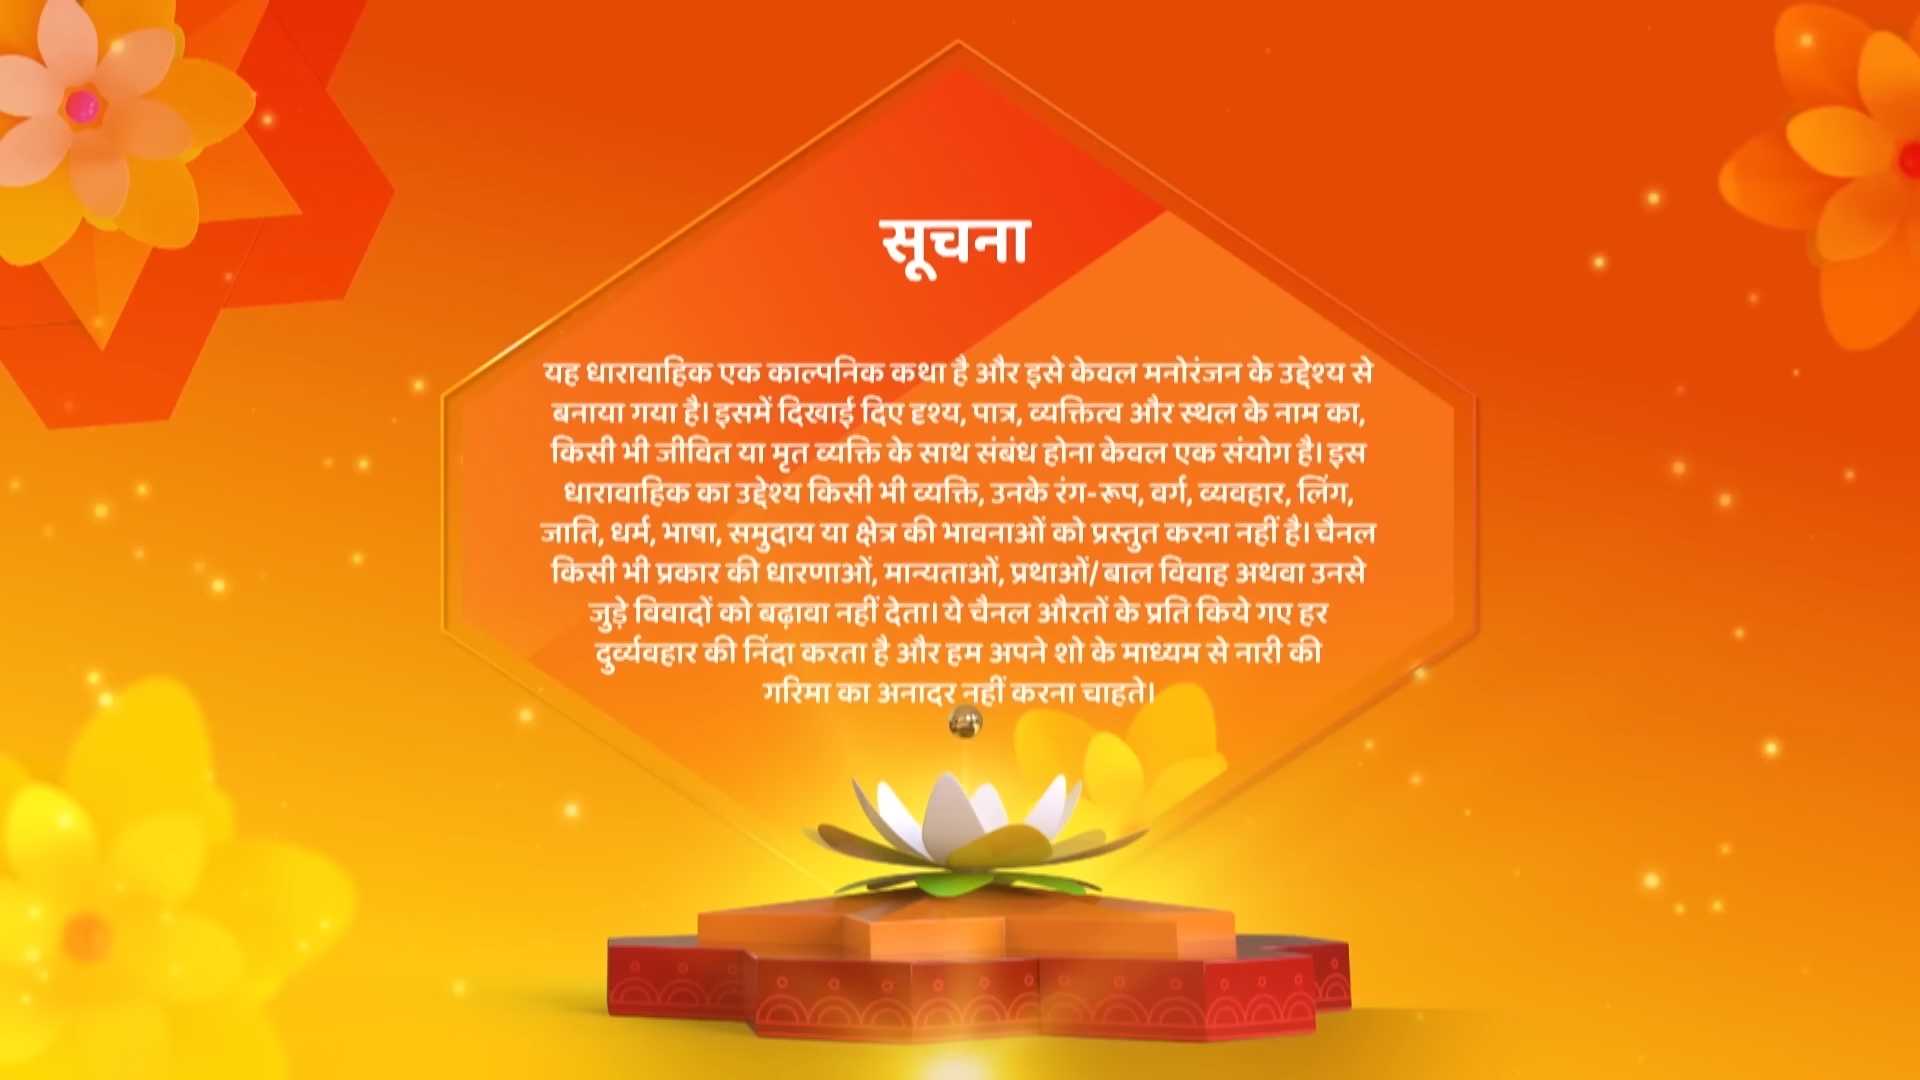 सूचना
यह धारावाहिक एक काल्पनिक कथा है और इसे केवल मनोरंजन के उद्देश्य से
बनाया गया है। इसमें दिखाई दिए दृश्य, पात्र, व्यक्तित्व और स्थल के नाम का,
किसी भी जीवित या मृत व्यक्ति के साथ संबंध होना केवल एक संयोग है। इस
धारावाहिक का उद्देश्य किसी भी व्यक्ति, उनके रंग-रूप, वर्ग, व्यवहार, लिंग,
जाति, धर्म, भाषा, समुदाय या क्षेत्र की भावनाओं को प्रस्तुत करना नहीं है। चैनल
किसी भी प्रकार की धारणाओं, मान्यताओं, प्रथाओं/ बाल विवाह अथवा उनसे
जुड़े विवादों को बढ़ावा नहीं देता। ये चैनल औरतों के प्रति किये गए हर
दुर्व्यवहार की निंदा करता है और हम अपने शो के माध्यम से नारी की
गरिमा का अनादर नहीं करना चाहते।